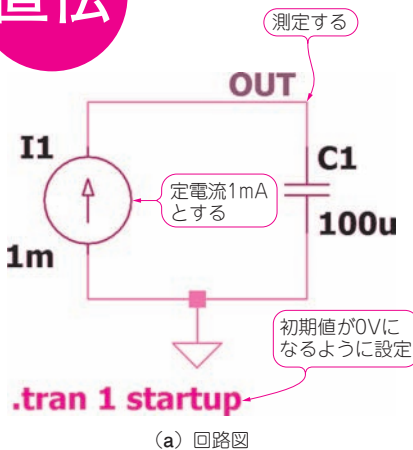 直伝
測定する
OUT
I1
定電流1mA
とする
C1
100u
1m
初期値が0Vに
なるように設定
.tran 1 startup
（a）回路図